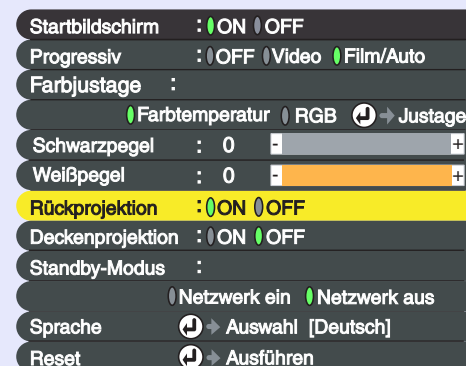 Startbildschirm : ON OFF
Progressiv : OFF Video Film/Auto
Farbjustage :
Farbtemperatur RGB Justage
Schwarzpegel : 0 - +
Weißpegel : 0 - +
Rückprojektion : ON OFF
Deckenprojektion : ON OFF
Standby-Modus :
Netzwerk ein Netzwerk aus
Sprache Auswahl [Deutsch]
Reset Ausführen